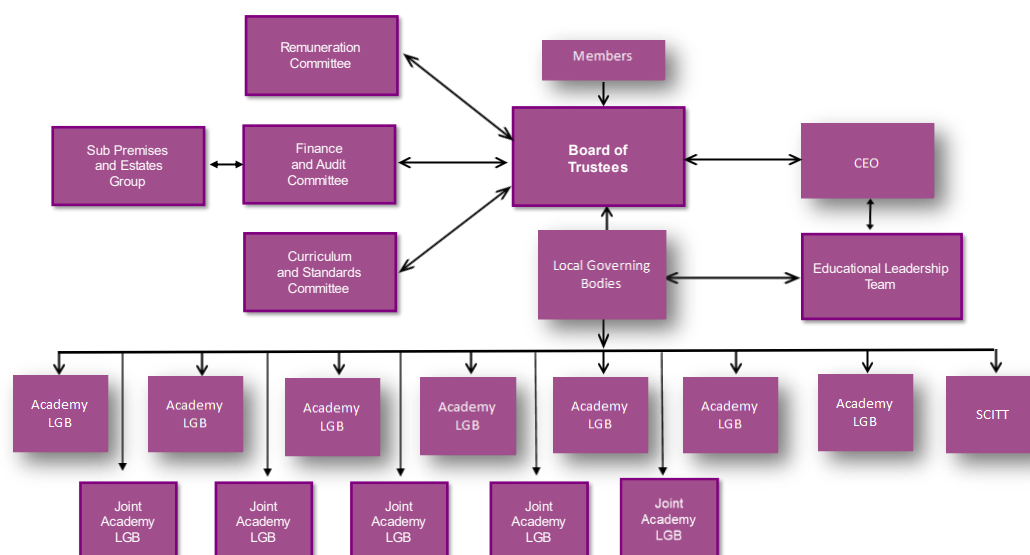 Remuneration
Committee
Members
Sub Premises
and Estates
Group
Finance
and Audit
Committee
Board of
Trustees
CEO
Curriculum
and Standards
Committee
Local Governing
Bodies
Educational Leadership
Team
Academy
LGB
Academy
LGB
Academy
LGB
Academy
LGB
Academy
LGB
Academy
LGB
Academy
LGB
SCITT
Joint
Academy
LGB
Joint
Academy
LGB
Joint
Academy
LGB
Joint
Academy
LGB
Joint
Academy
LGB